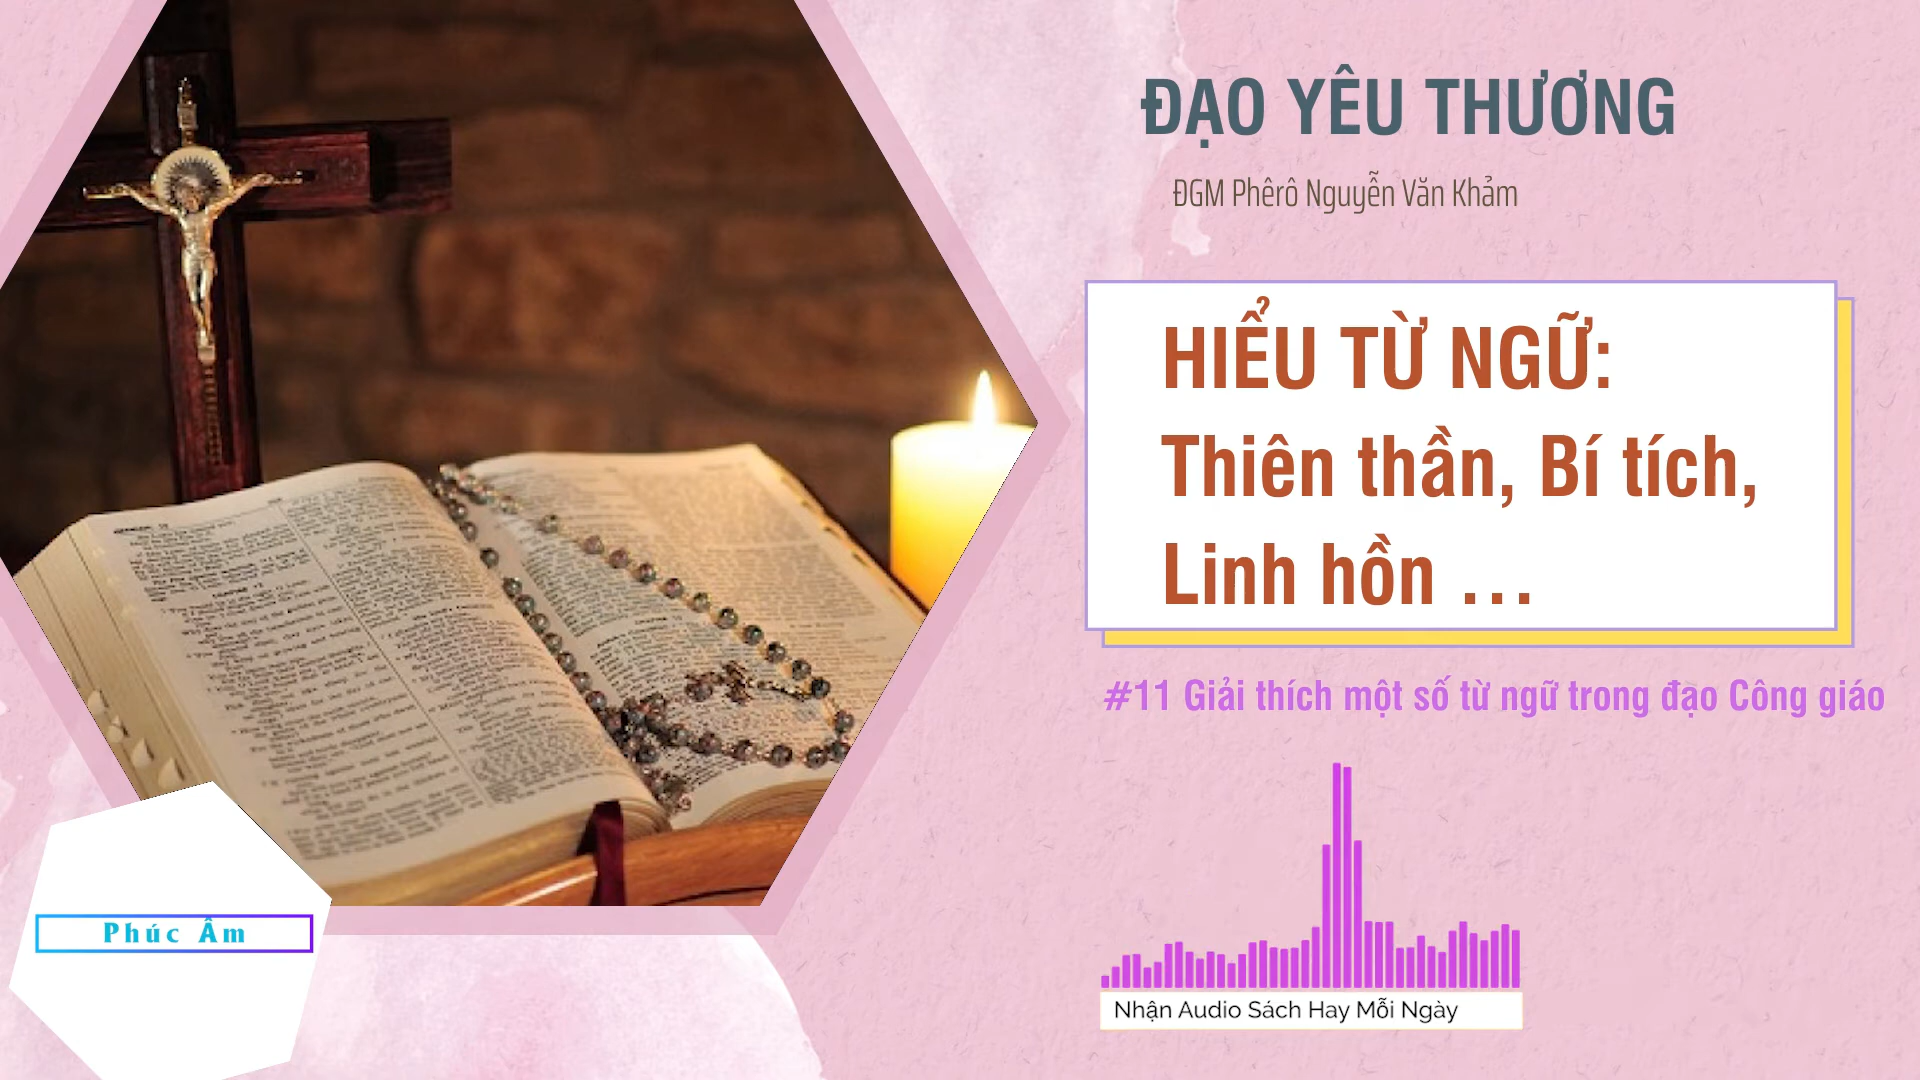 ĐẠO YÊU THƯƠNG
ĐGM Phêrô Nguyễn Văn Khảm
HIỂU TỪ NGỮ:
Thiên thần, Bí tích,
Linh hồn ...
#11 Giải thích một số từ ngữ trong đạo Công giáo
Nhận Audio Sách Hay Mỗi Ngày
Phúc Âm